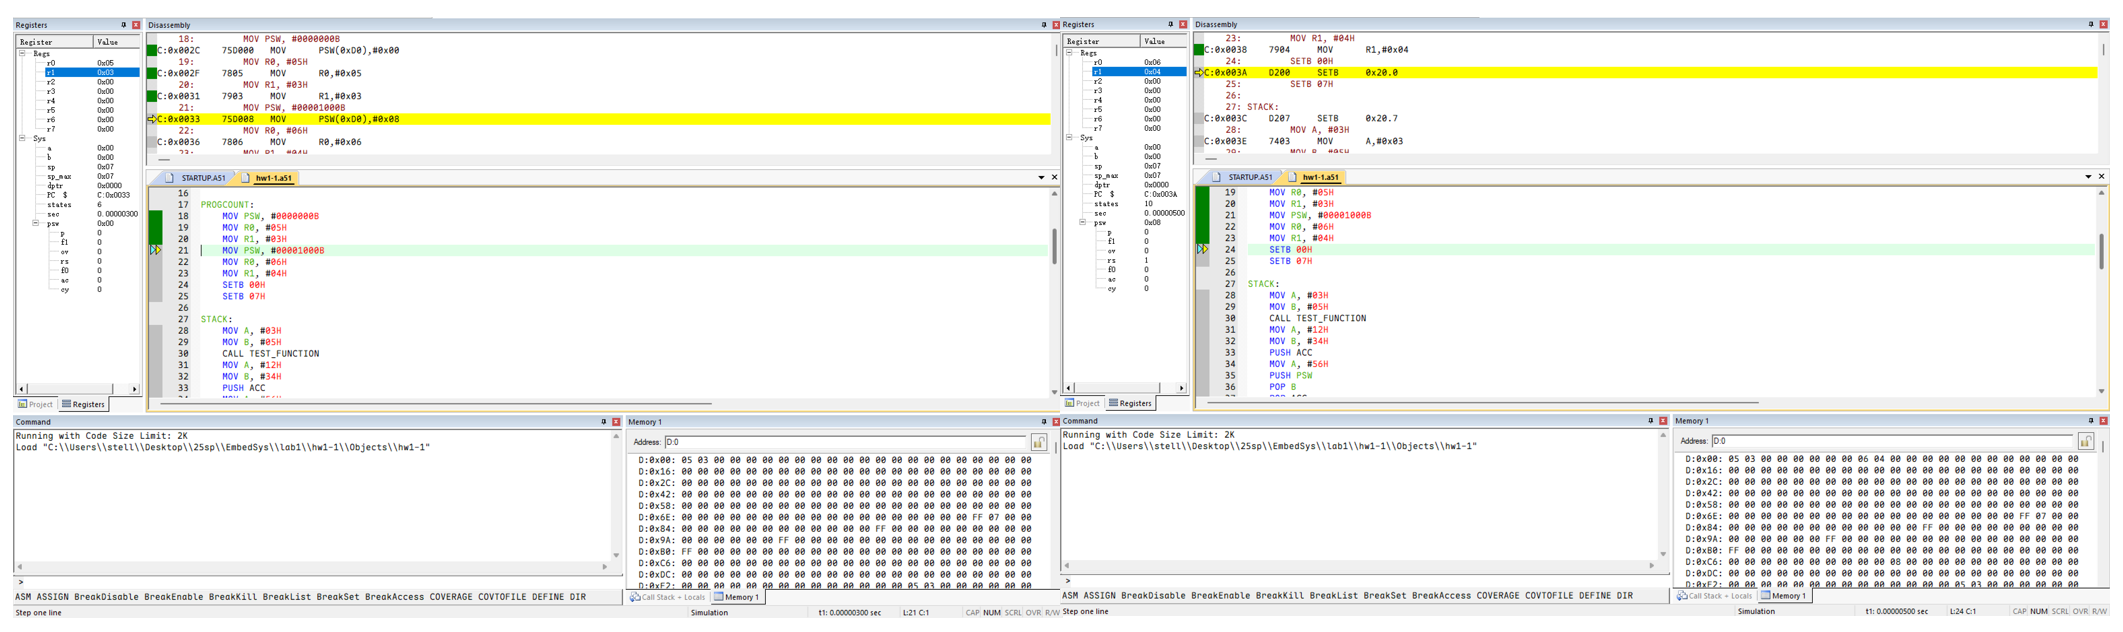 Registers
Register Value
Regs
r0 0x05
r1 0x03
r2 0x00
r3 0x00
r4 0x00
r5 0x00
r6 0x00
r7 0x00
Sys
a 0x00
b 0x00
sp 0x07
sp_max 0x07
dptr 0x0000
PC $ C:0x0033
states 6
sec 0.00000300
psw 0x00
p 0
f1 0
ov 0
rs 0
f0 0
ac 0
cy 0
Project Registers
Disassembly
18: MOV PSW, #0000000B
C:0x002C 75D000 MOV PSW(0xD0),#0x00
19: MOV R0, #05H
C:0x002F 7805 MOV R0,#0x05
20: MOV R1, #03H
C:0x0031 7903 MOV R1,#0x03
21: MOV PSW, #00001000B
C:0x0033 75D008 MOV PSW(0xD0),#0x08
22: MOV R0, #06H
C:0x0036 7806 MOV R0,#0x06
23: MOV R1, #04H
STARTUP.A51 hw1-1.a51
16
17 PROGCOUNT:
18 MOV PSW, #0000000B
19 MOV R0, #05H
20 MOV R1, #03H
21 MOV PSW, #00001000B
22 MOV R0, #06H
23 MOV R1, #04H
24 SETB 00H
25 SETB 07H
26
27 STACK:
28 MOV A, #03H
29 MOV B, #05H
30 CALL TEST_FUNCTION
31 MOV A, #12H
32 MOV B, #34H
33 PUSH ACC
34 MOV A, #56H
Command
Running with Code Size Limit: 2K
Load "C:\\Users\\stell\\Desktop\\25sp\\EmbedSys\\lab1\\hw1-1\\Objects\\hw1-1"
>
ASM ASSIGN BreakDisable BreakEnable BreakKill BreakList BreakSet BreakAccess COVERAGE COVTOFILE DEFINE DIR
Memory 1
Address: D:0
D:0x00: 05 03 00 00 00 00 00 00 00 00 00 00 00 00 00 00 00 00 00 00 00 00
D:0x16: 00 00 00 00 00 00 00 00 00 00 00 00 00 00 00 00 00 00 00 00 00 00
D:0x2C: 00 00 00 00 00 00 00 00 00 00 00 00 00 00 00 00 00 00 00 00 00 00
D:0x42: 00 00 00 00 00 00 00 00 00 00 00 00 00 00 00 00 00 00 00 00 00 00
D:0x58: 00 00 00 00 00 00 00 00 00 00 00 00 00 00 00 00 00 00 00 00 00 00
D:0x6E: 00 00 00 00 00 00 00 00 00 00 00 00 00 00 00 00 00 00 FF 07 00 00
D:0x84: 00 00 00 00 00 00 00 00 00 00 00 00 FF 00 00 00 00 00 00 00 00 00
D:0x9A: 00 00 00 00 00 00 FF 00 00 00 00 00 00 00 00 00 00 00 00 00 00 00
D:0xB0: FF 00 00 00 00 00 00 00 00 00 00 00 00 00 00 00 00 00 00 00 00 00
D:0xC6: 00 00 00 00 00 00 00 00 00 00 00 00 00 00 00 00 00 00 00 00 00 00
D:0xDC: 00 00 00 00 00 00 00 00 00 00 00 00 00 00 00 00 00 00 00 00 00 00
D:0xF2: 00 00 00 00 00 00 00 00 00 00 00 00 00 00 05 03 00 00 00 00 00 00
Call Stack + Locals Memory 1
Step one line Simulation t1: 0.00000300 sec L:21 C:1 CAP NUM SCRL OVR R/W
Registers
Register Value
Regs
r0 0x06
r1 0x04
r2 0x00
r3 0x00
r4 0x00
r5 0x00
r6 0x00
r7 0x00
Sys
a 0x00
b 0x00
sp 0x07
sp_max 0x07
dptr 0x0000
PC $ C:0x003A
states 10
sec 0.00000500
psw 0x08
p 0
f1 0
ov 0
rs 1
f0 0
ac 0
cy 0
Project Registers
Disassembly
23: MOV R1, #04H
C:0x0038 7904 MOV R1,#0x04
24: SETB 00H
C:0x003A D200 SETB 0x20.0
25: SETB 07H
26:
27: STACK:
C:0x003C D207 SETB 0x20.7
28: MOV A, #03H
C:0x003E 7403 MOV A,#0x03
29: MOV B, #05H
STARTUP.A51 hw1-1.a51
19 MOV R0, #05H
20 MOV R1, #03H
21 MOV PSW, #00001000B
22 MOV R0, #06H
23 MOV R1, #04H
24 SETB 00H
25 SETB 07H
26
27 STACK:
28 MOV A, #03H
29 MOV B, #05H
30 CALL TEST_FUNCTION
31 MOV A, #12H
32 MOV B, #34H
33 PUSH ACC
34 MOV A, #56H
35 PUSH PSW
36 POP B
37 POP ACC
Command
Running with Code Size Limit: 2K
Load "C:\\Users\\stell\\Desktop\\25sp\\EmbedSys\\lab1\\hw1-1\\Objects\\hw1-1"
>
ASM ASSIGN BreakDisable BreakEnable BreakKill BreakList BreakSet BreakAccess COVERAGE COVTOFILE DEFINE DIR
Memory 1
Address: D:0
D:0x00: 05 03 00 00 00 00 00 00 06 04 00 00 00 00 00 00 00 00 00 00 00 00
D:0x16: 00 00 00 00 00 00 00 00 00 00 00 00 00 00 00 00 00 00 00 00 00 00
D:0x2C: 00 00 00 00 00 00 00 00 00 00 00 00 00 00 00 00 00 00 00 00 00 00
D:0x42: 00 00 00 00 00 00 00 00 00 00 00 00 00 00 00 00 00 00 00 00 00 00
D:0x58: 00 00 00 00 00 00 00 00 00 00 00 00 00 00 00 00 00 00 00 00 00 00
D:0x6E: 00 00 00 00 00 00 00 00 00 00 00 00 00 00 00 00 00 00 FF 07 00 00
D:0x84: 00 00 00 00 00 00 00 00 00 00 00 00 FF 00 00 00 00 00 00 00 00 00
D:0x9A: 00 00 00 00 00 00 FF 00 00 00 00 00 00 00 00 00 00 00 00 00 00 00
D:0xB0: FF 00 00 00 00 00 00 00 00 00 00 00 00 00 00 00 00 00 00 00 00 00
D:0xC6: 00 00 00 00 00 00 00 00 00 00 08 00 00 00 00 00 00 00 00 00 00 00
D:0xDC: 00 00 00 00 00 00 00 00 00 00 00 00 00 00 00 00 00 00 00 00 00 00
D:0xF2: 00 00 00 00 00 00 00 00 00 00 00 00 00 00 05 03 00 00 00 00 00 00
Call Stack + Locals Memory 1
Step one line Simulation t1: 0.00000500 sec L:24 C:1 CAP NUM SCRL OVR R/W